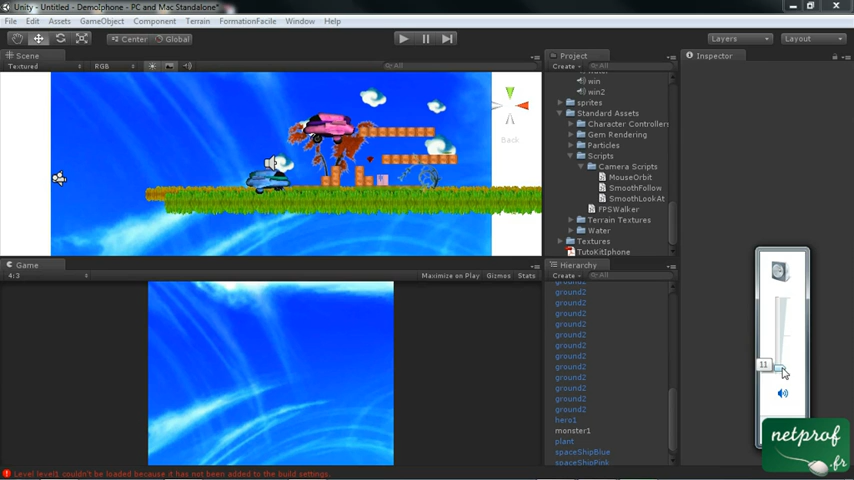 Unity - Untitled - DemoIphone - PC and Mac Standalone*
File Edit Assets GameObject Component Terrain FormationFacile Window Help
Center Global Layers Layout
Scene
Textured RGB All
Back
Game
4:3 Maximize on Play Gizmos Stats
Project
Create All
win
win2
sprites
Standard Assets
Character Controller
Gem Rendering
Particles
Scripts
Camera Scripts
MouseOrbit
SmoothFollow
SmoothLookAt
FPSWalker
Terrain Textures
Water
Textures
TutoKitIphone
Hierarchy
Create All
ground2
ground2
ground2
ground2
ground2
ground2
ground2
ground2
ground2
ground2
ground2
ground2
hero1
monster1
plant
spaceShipBlue
spaceShipPink
Inspector
11
netprof
.fr
Level level1 couldn't be loaded because it has not been added to the build settings.